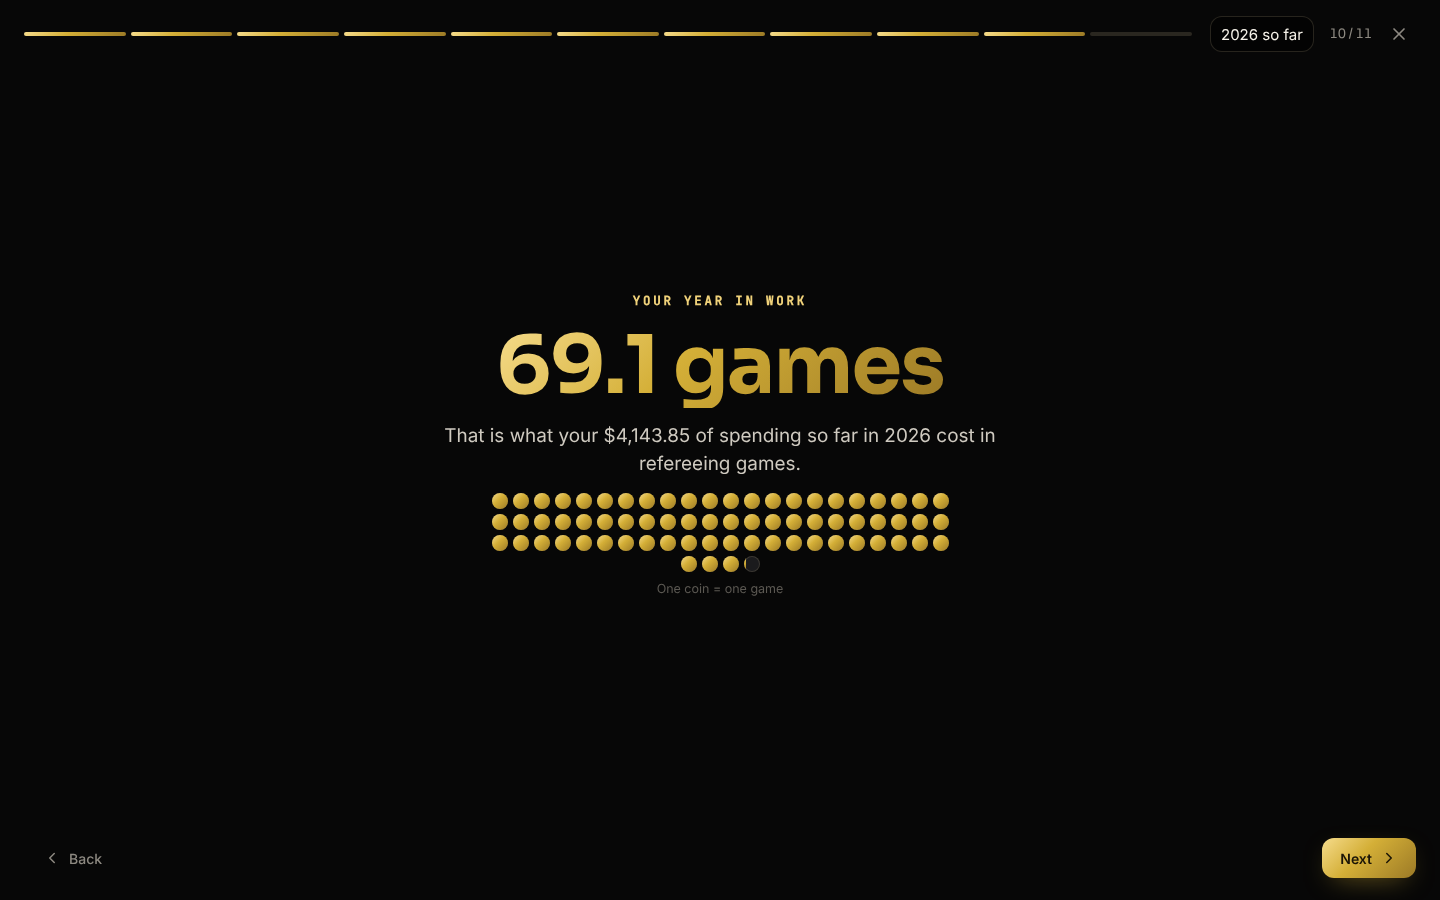 2026 so far
10 / 11
YOUR YEAR IN WORK
69.1 games
That is what your $4,143.85 of spending so far in 2026 cost in
refereeing games.
One coin = one game
Back
Next